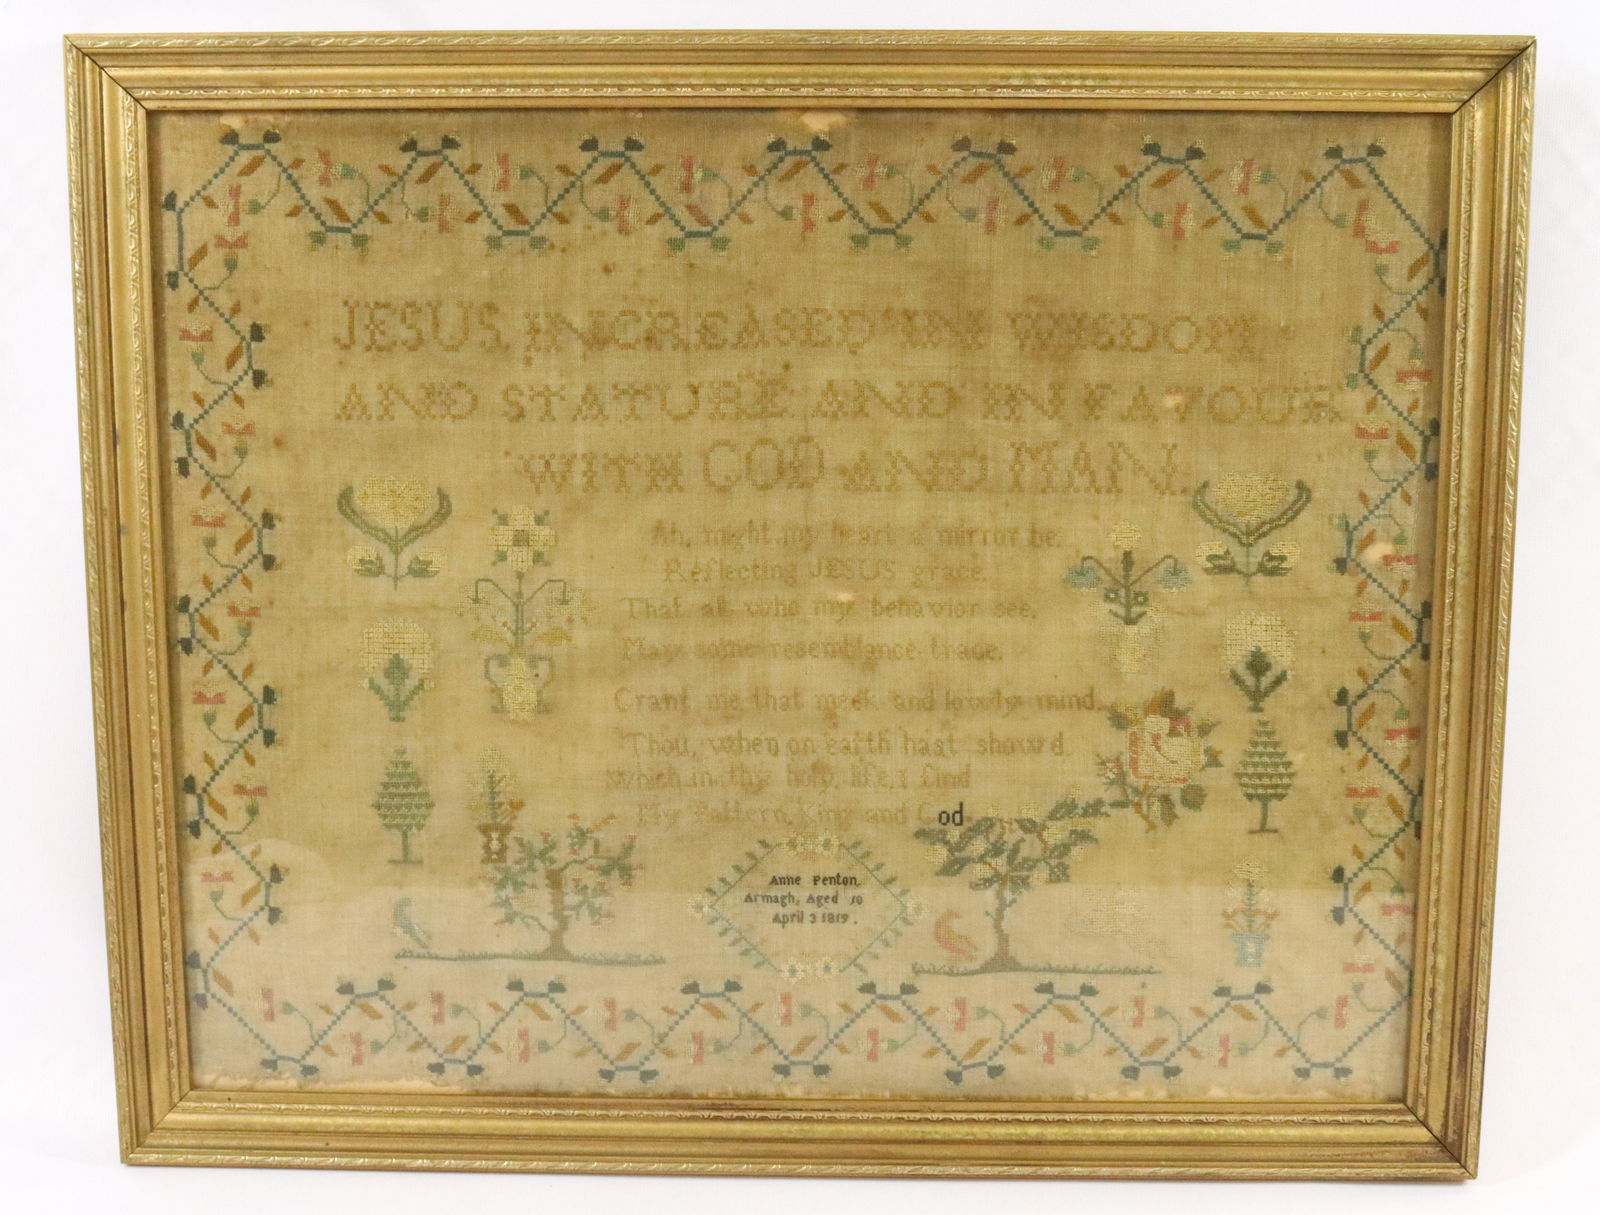 JESUS INCREASED IN WISDOM
AND STATURE AND IN FAVOUR
WITH GOD AND MAN.
Ah, might my heart a mirror be,
Reflecting JESUS grace,
That all who my behavior see,
May some resemblance trace.
Grant me that meek and lowly mind
Thou, when on earth hast show'd
Which in thy holy life, I find
My Pattern, King and God
Anne Penton,
Armagh, Aged 10
April 3 1819.